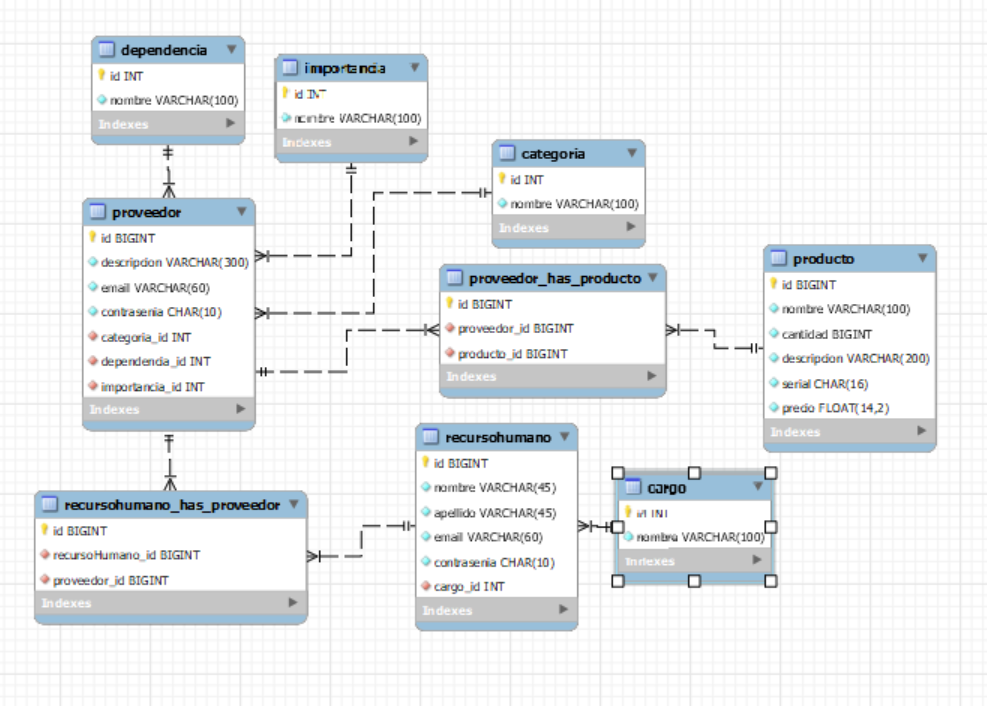 dependencia
id INT
nombre VARCHAR(100)
Indexes
importancia
id INT
nombre VARCHAR(100)
Indexes
categoria
id INT
nombre VARCHAR(100)
Indexes
proveedor
id BIGINT
descripcion VARCHAR(300)
email VARCHAR(60)
contrasenia CHAR(10)
categoria_id INT
dependencia_id INT
importancia_id INT
Indexes
proveedor_has_producto
id BIGINT
proveedor_id BIGINT
producto_id BIGINT
Indexes
producto
id BIGINT
nombre VARCHAR(100)
cantidad BIGINT
descripcion VARCHAR(200)
serial CHAR(16)
precio FLOAT(14,2)
Indexes
recursohumano_has_proveedor
id BIGINT
recursoHumano_id BIGINT
proveedor_id BIGINT
Indexes
recursohumano
id BIGINT
nombre VARCHAR(45)
apellido VARCHAR(45)
email VARCHAR(60)
contrasenia CHAR(10)
cargo_id INT
Indexes
cargo
id INT
nombre VARCHAR(100)
Indexes